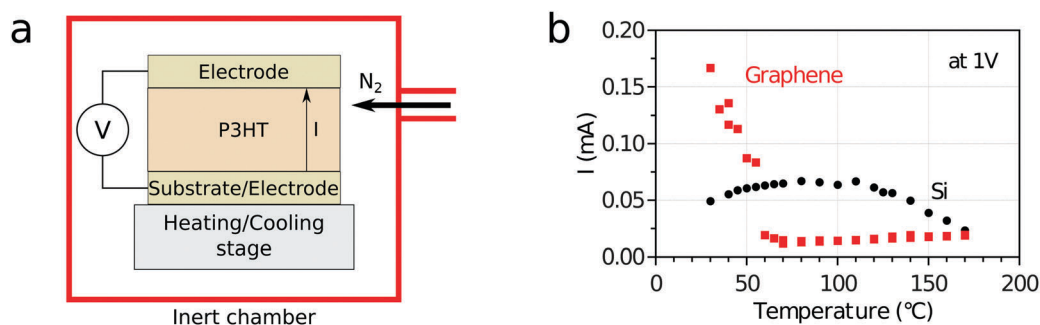 a
Electrode
N2
P3HT
I
V
Substrate/Electrode
Heating/Cooling
stage
Inert chamber
b
I (mA)
0.20
0.15
0.10
0.05
0.00
at 1V
Graphene
Si
0
50
100
150
200
Temperature (°C)